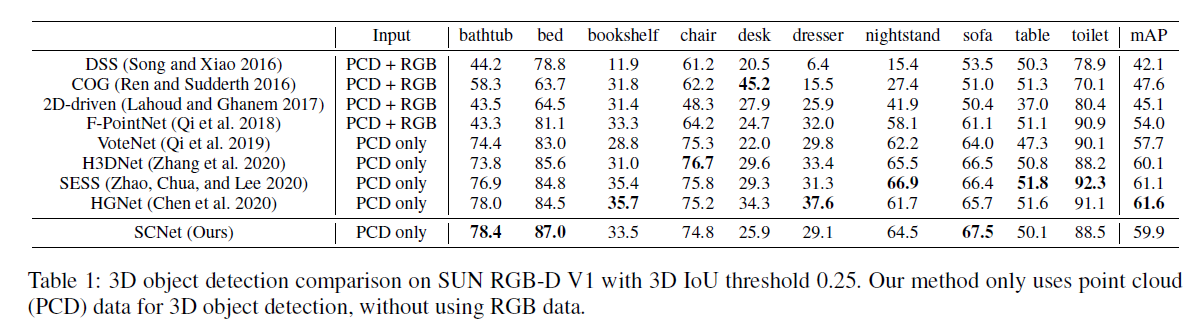 Input bathtub bed bookshelf chair desk dresser nightstand sofa table toilet mAP
DSS (Song and Xiao 2016) PCD + RGB 44.2 78.8 11.9 61.2 20.5 6.4 15.4 53.5 50.3 78.9 42.1
COG (Ren and Sudderth 2016) PCD + RGB 58.3 63.7 31.8 62.2 45.2 15.5 27.4 51.0 51.3 70.1 47.6
2D-driven (Lahoud and Ghanem 2017) PCD + RGB 43.5 64.5 31.4 48.3 27.9 25.9 41.9 50.4 37.0 80.4 45.1
F-PointNet (Qi et al. 2018) PCD + RGB 43.3 81.1 33.3 64.2 24.7 32.0 58.1 61.1 51.1 90.9 54.0
VoteNet (Qi et al. 2019) PCD only 74.4 83.0 28.8 75.3 22.0 29.8 62.2 64.0 47.3 90.1 57.7
H3DNet (Zhang et al. 2020) PCD only 73.8 85.6 31.0 76.7 29.6 33.4 65.5 66.5 50.8 88.2 60.1
SESS (Zhao, Chua, and Lee 2020) PCD only 76.9 84.8 35.4 75.8 29.3 31.3 66.9 66.4 51.8 92.3 61.1
HGNet (Chen et al. 2020) PCD only 78.0 84.5 35.7 75.2 34.3 37.6 61.7 65.7 51.6 91.1 61.6
SCNet (Ours) PCD only 78.4 87.0 33.5 74.8 25.9 29.1 64.5 67.5 50.1 88.5 59.9
Table 1: 3D object detection comparison on SUN RGB-D V1 with 3D IoU threshold 0.25. Our method only uses point cloud
(PCD) data for 3D object detection, without using RGB data.